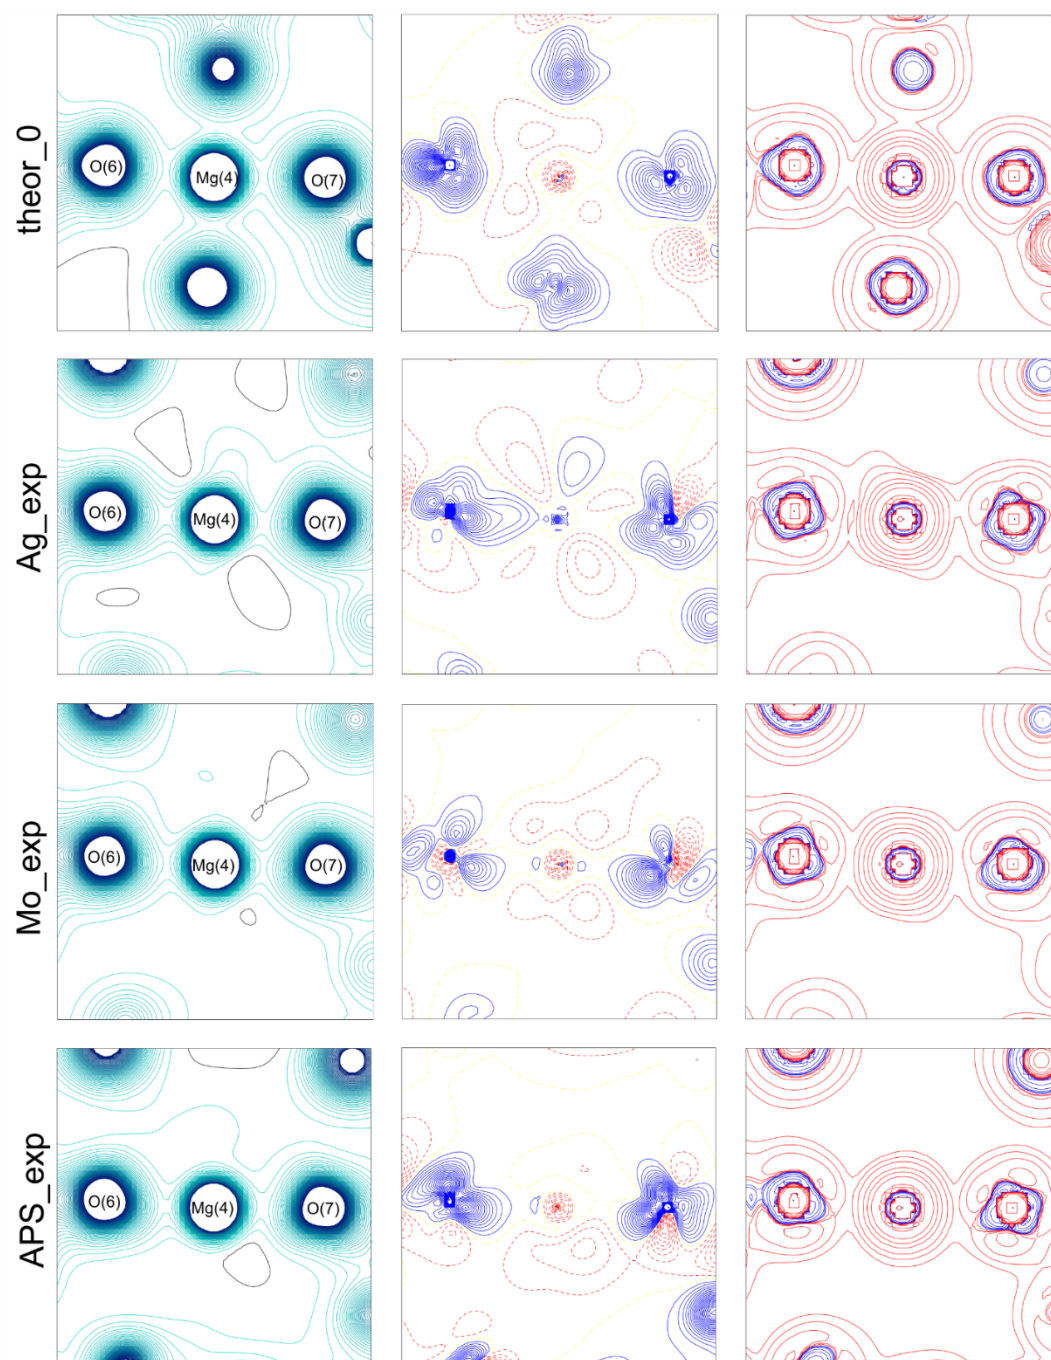 theor_0
O(6)
Mg(4)
O(7)
Ag_exp
O(6)
Mg(4)
O(7)
Mo_exp
O(6)
Mg(4)
O(7)
APS_exp
O(6)
Mg(4)
O(7)